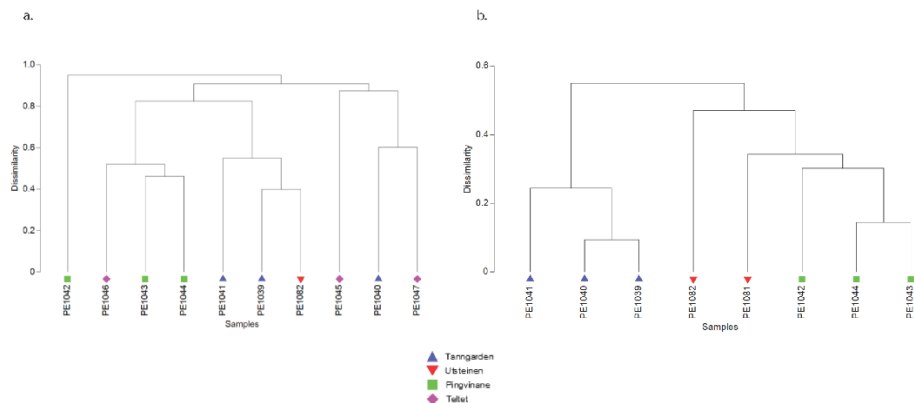 a.
b.
1.0
0.8
0.6
0.4
0.2
0
Dissimilarity
PE1042
PE1046
PE1043
PE1044
PE1041
PE1039
PE1082
PE1045
PE1040
PE1047
Samples
0.6
0.4
0.2
0
Dissimilarity
PE1041
PE1040
PE1039
PE1082
PE1081
PE1042
PE1044
PE1043
Samples
Tanngarden
Utsteinen
Pingvinane
Teltet